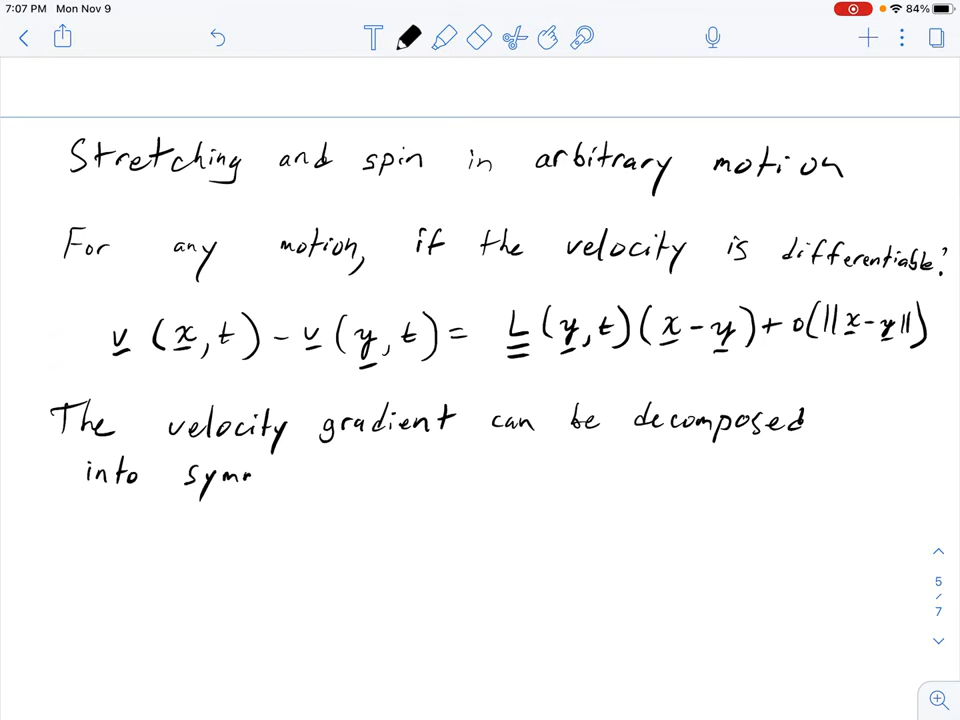 7:07 PM Mon Nov 9
84%
Stretching and spin in arbitrary motion
For any motion, if the velocity is differentiable:
v (x, t) - v (y, t) = L (y, t) (x - y) + o(||x - y||)
The velocity gradient can be decomposed
into symm
5
/
7